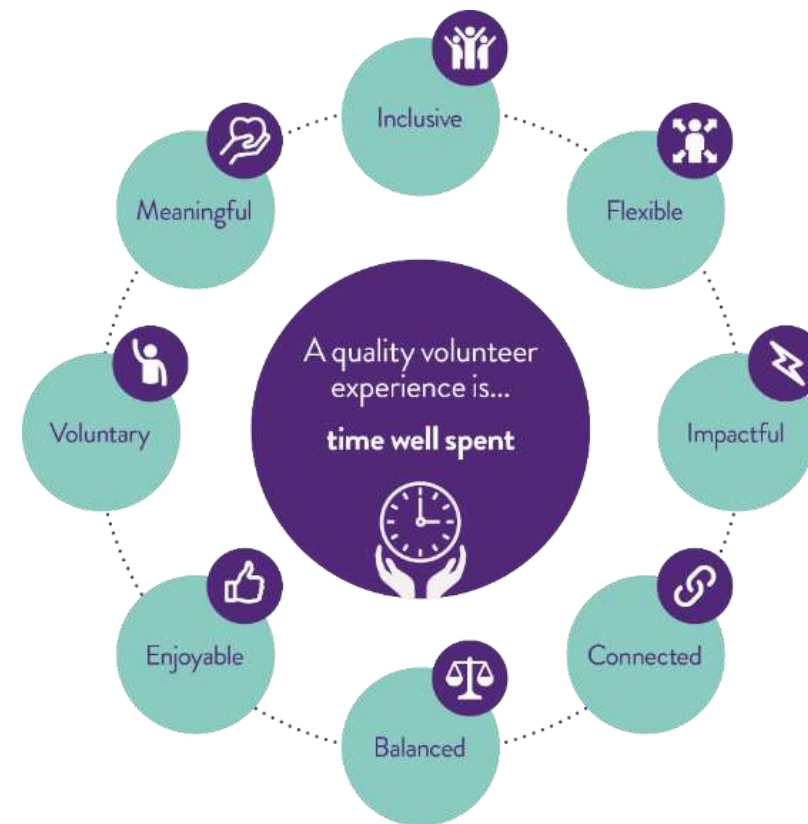 Inclusive
Meaningful
Flexible
A quality volunteer
experience is...
time well spent
Voluntary
Impactful
Enjoyable
Connected
Balanced